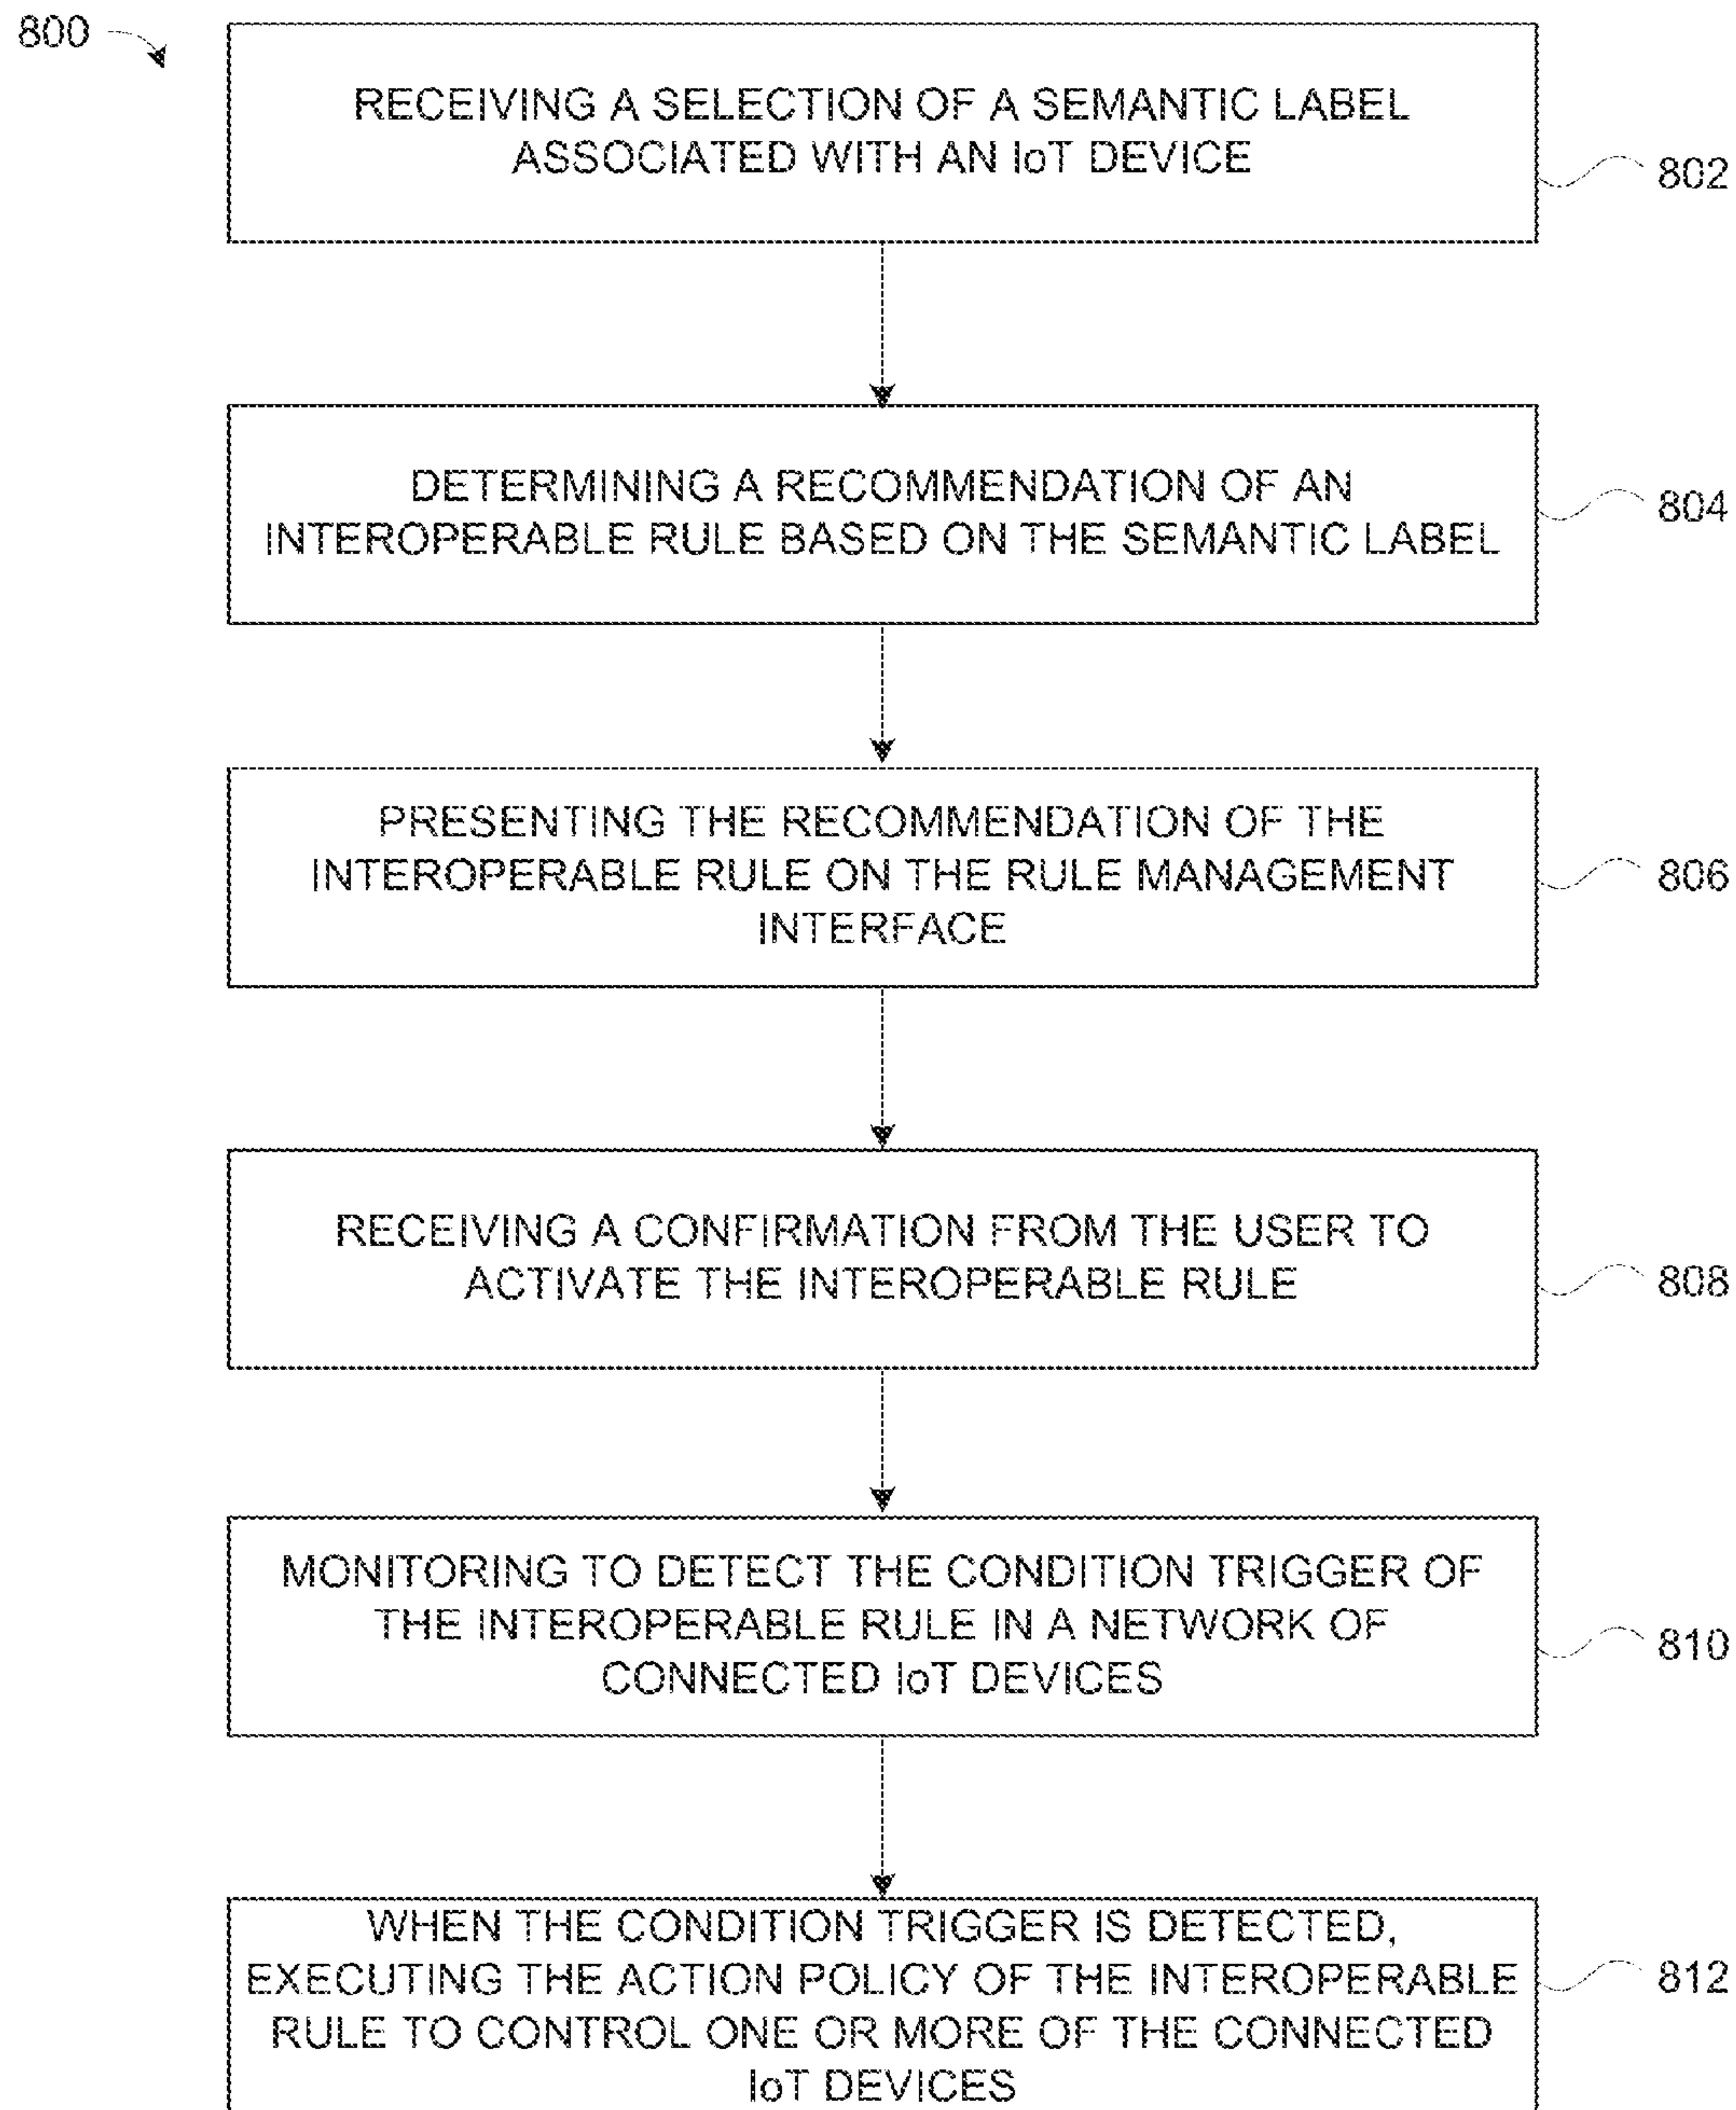 800
RECEIVING A SELECTION OF A SEMANTIC LABEL
ASSOCIATED WITH AN IoT DEVICE
802
DETERMINING A RECOMMENDATION OF AN
INTEROPERABLE RULE BASED ON THE SEMANTIC LABEL
804
PRESENTING THE RECOMMENDATION OF THE
INTEROPERABLE RULE ON THE RULE MANAGEMENT
INTERFACE
806
RECEIVING A CONFIRMATION FROM THE USER TO
ACTIVATE THE INTEROPERABLE RULE
808
MONITORING TO DETECT THE CONDITION TRIGGER OF
THE INTEROPERABLE RULE IN A NETWORK OF
CONNECTED IoT DEVICES
810
WHEN THE CONDITION TRIGGER IS DETECTED,
EXECUTING THE ACTION POLICY OF THE INTEROPERABLE
RULE TO CONTROL ONE OR MORE OF THE CONNECTED
IoT DEVICES
812